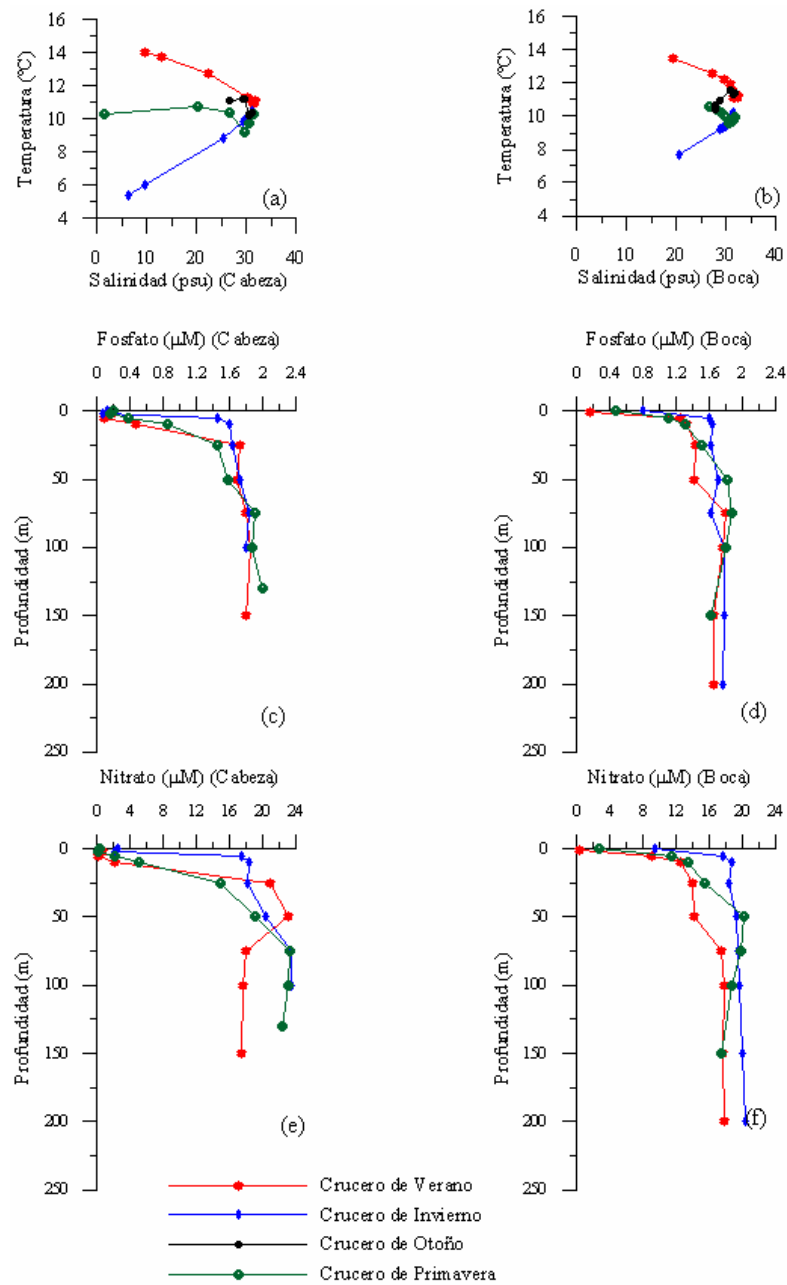 16
14
12
10
8
6
4
Temperatura (ºC)
(a)
0 10 20 30 40
Salinidad (psu) (Cabeza)
16
14
12
10
8
6
4
Temperatura (ºC)
(b)
0 10 20 30 40
Salinidad (psu) (Boca)
Fosfato (µM) (Cabeza)
0 0.4 0.8 1.2 1.6 2 2.4
0
50
100
150
200
250
Profundidad (m)
(c)
Fosfato (µM) (Boca)
0 0.4 0.8 1.2 1.6 2 2.4
0
50
100
150
200
250
Profundidad (m)
(d)
Nitrato (µM) (Cabeza)
0 4 8 12 16 20 24
0
50
100
150
200
250
Profundidad (m)
(e)
Nitrato (µM) (Boca)
0 4 8 12 16 20 24
0
50
100
150
200
250
Profundidad (m)
(f)
Crucero de Verano
Crucero de Invierno
Crucero de Otoño
Crucero de Primavera